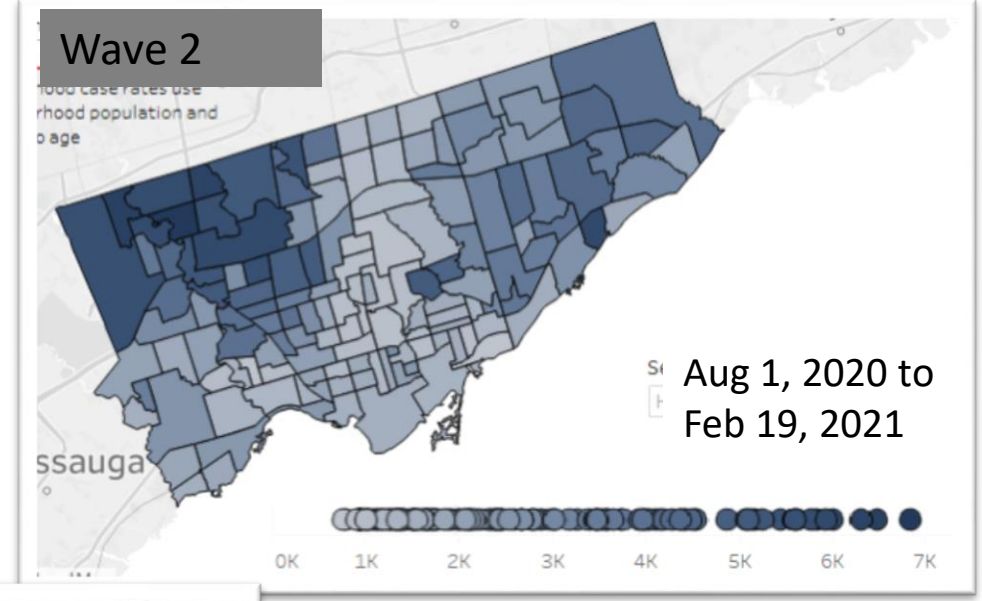 Wave 2
hood case rates use
rhood population and
o age
Aug 1, 2020 to
Feb 19, 2021
ssauga
0K 1K 2K 3K 4K 5K 6K 7K